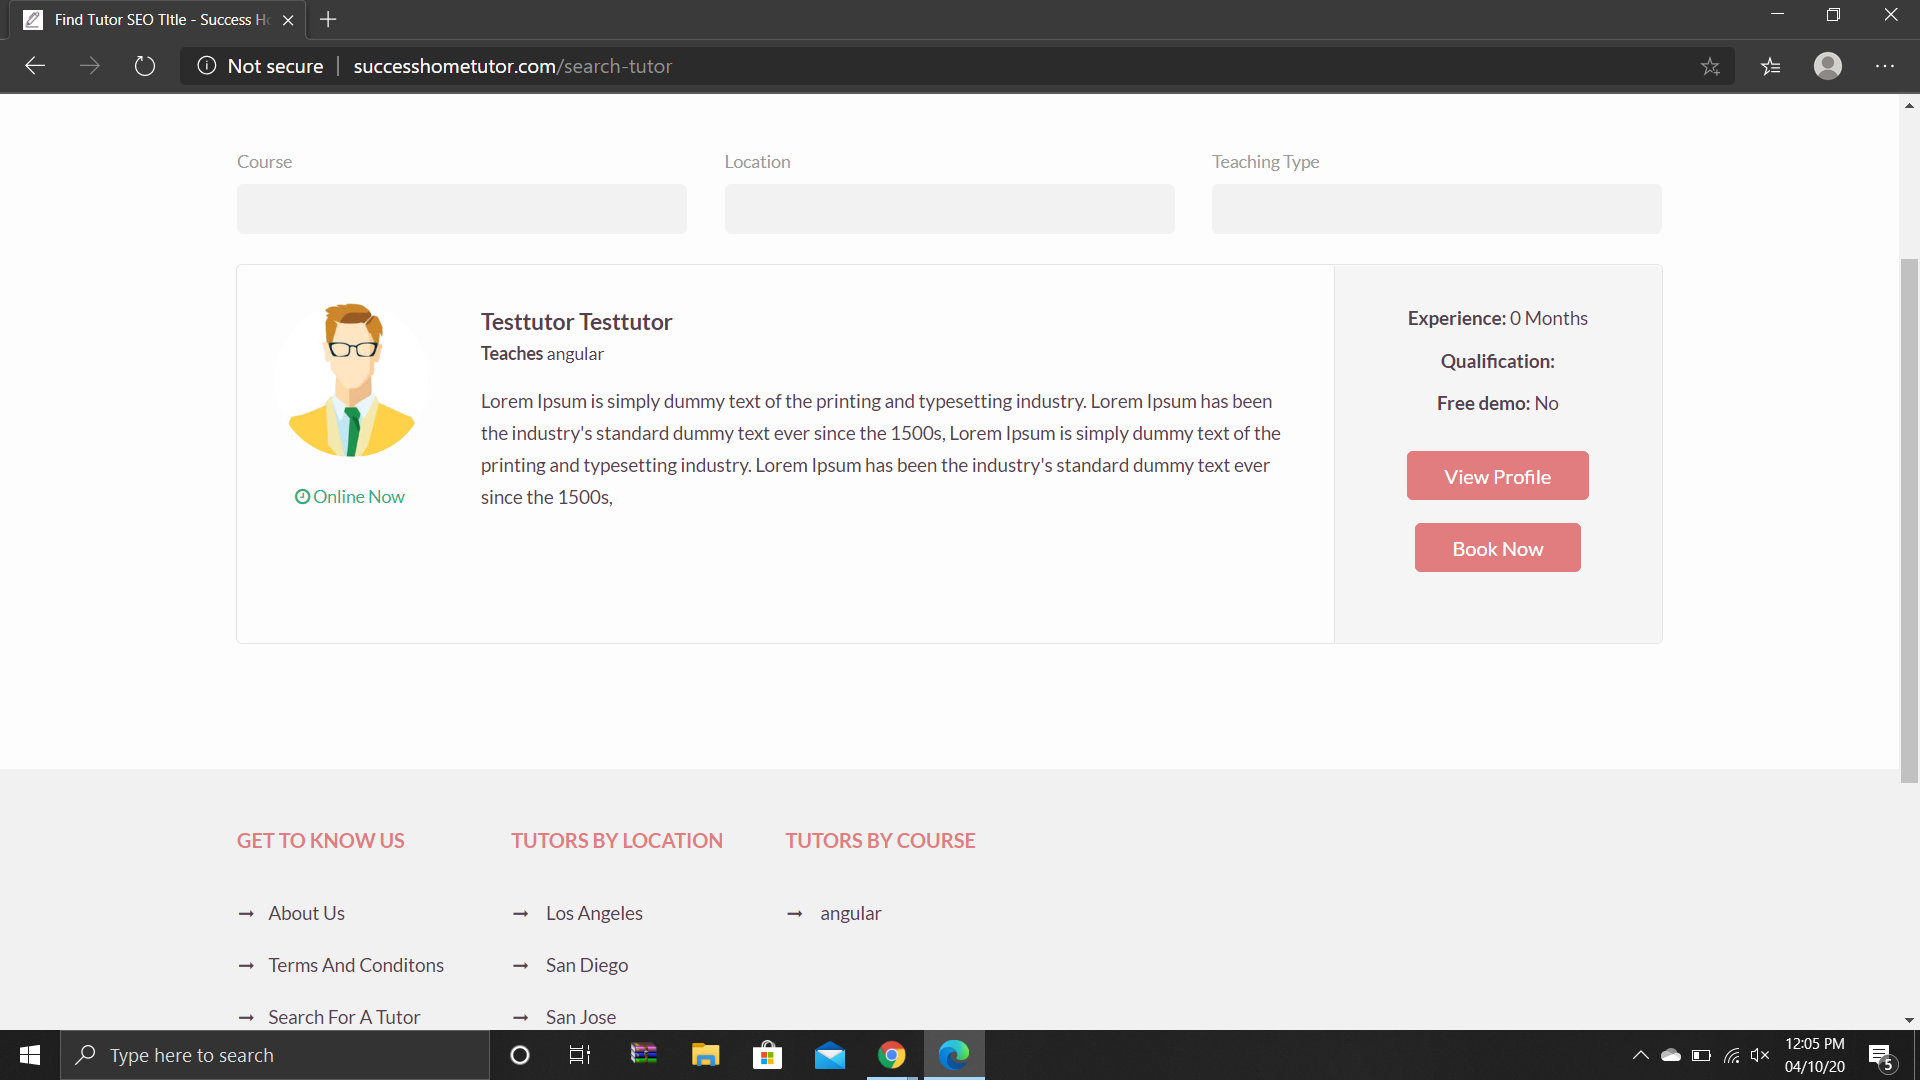 Find Tutor SEO TItle - Success H
Not secure | successhometutor.com/search-tutor
Course
Location
Teaching Type
Testtutor Testtutor
Teaches angular
Lorem Ipsum is simply dummy text of the printing and typesetting industry. Lorem Ipsum has been
the industry's standard dummy text ever since the 1500s, Lorem Ipsum is simply dummy text of the
printing and typesetting industry. Lorem Ipsum has been the industry's standard dummy text ever
since the 1500s,
Online Now
Experience: 0 Months
Qualification:
Free demo: No
View Profile
Book Now
GET TO KNOW US
About Us
Terms And Conditons
Search For A Tutor
TUTORS BY LOCATION
Los Angeles
San Diego
San Jose
TUTORS BY COURSE
angular
Type here to search
12:05 PM
04/10/20
5